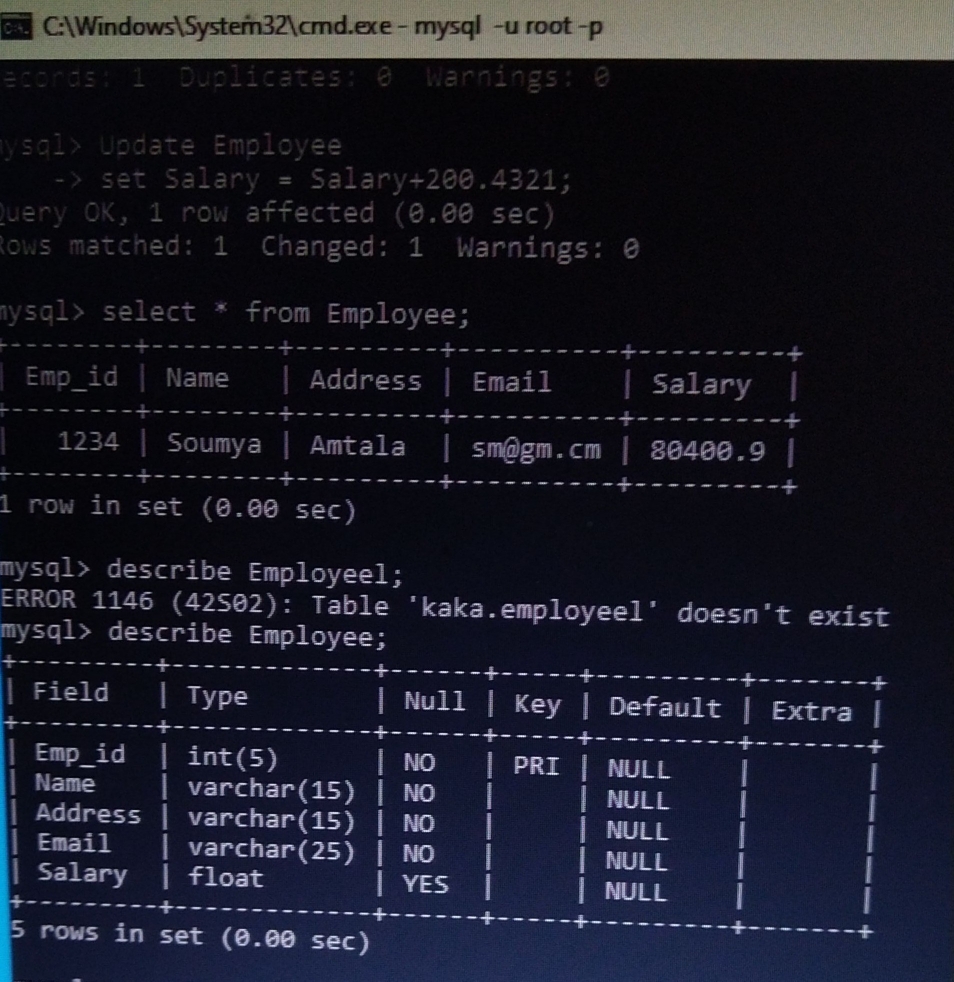 C:\Windows\System32\cmd.exe - mysql -u root -p
ecords: 1  Duplicates: 0  Warnings: 0
mysql> Update Employee
    -> set Salary = Salary+200.4321;
Query OK, 1 row affected (0.00 sec)
Rows matched: 1  Changed: 1  Warnings: 0
mysql> select * from Employee;
+--------+--------+---------+----------+---------+
| Emp_id | Name   | Address | Email    | Salary  |
+--------+--------+---------+----------+---------+
|   1234 | Soumya | Amtala  | sm@gm.cm | 80400.9 |
+--------+--------+---------+----------+---------+
1 row in set (0.00 sec)
mysql> describe Employeel;
ERROR 1146 (42S02): Table 'kaka.employeel' doesn't exist
mysql> describe Employee;
+---------+-------------+------+-----+---------+-------+
| Field   | Type        | Null | Key | Default | Extra |
+---------+-------------+------+-----+---------+-------+
| Emp_id  | int(5)      | NO   | PRI | NULL    |       |
| Name    | varchar(15) | NO   |     | NULL    |       |
| Address | varchar(15) | NO   |     | NULL    |       |
| Email   | varchar(25) | NO   |     | NULL    |       |
| Salary  | float       | YES  |     | NULL    |       |
+---------+-------------+------+-----+---------+-------+
5 rows in set (0.00 sec)